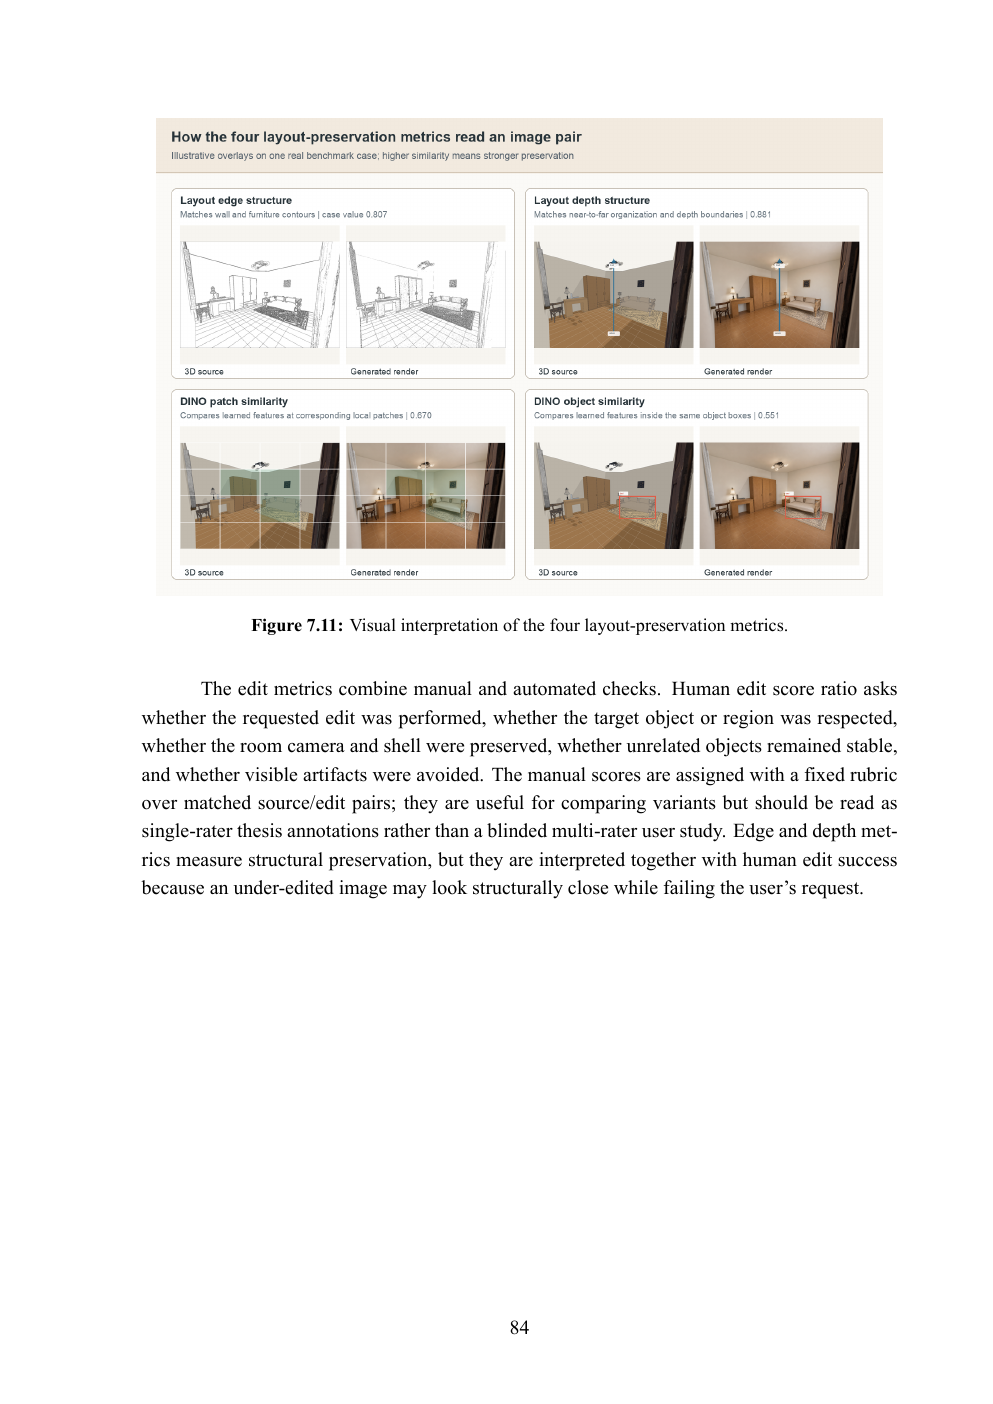 How the four layout-preservation metrics read an image pair
Illustrative overlays on one real benchmark case; higher similarity means stronger preservation
Layout edge structure
Matches wall and furniture contours | case value 0.807
3D source
Generated render
Layout depth structure
Matches near-to-far organization and depth boundaries | 0.881
3D source
Generated render
DINO patch similarity
Compares learned features at corresponding local patches | 0.670
3D source
Generated render
DINO object similarity
Compares learned features inside the same object boxes | 0.551
3D source
Generated render
Figure 7.11: Visual interpretation of the four layout-preservation metrics.
The edit metrics combine manual and automated checks. Human edit score ratio asks
whether the requested edit was performed, whether the target object or region was respected,
whether the room camera and shell were preserved, whether unrelated objects remained stable,
and whether visible artifacts were avoided. The manual scores are assigned with a fixed rubric
over matched source/edit pairs; they are useful for comparing variants but should be read as
single-rater thesis annotations rather than a blinded multi-rater user study. Edge and depth met-
rics measure structural preservation, but they are interpreted together with human edit success
because an under-edited image may look structurally close while failing the user’s request.
84